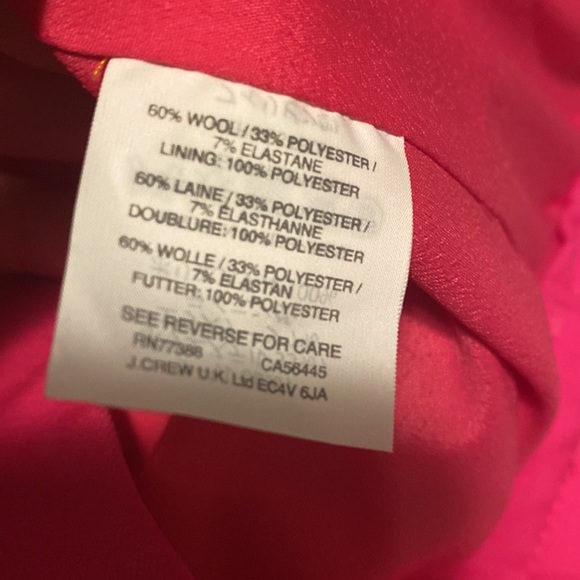 60% WOOL / 33% POLYESTER /
7% ELASTANE
LINING: 100% POLYESTER
60% LAINE / 33% POLYESTER /
7% ELASTHANNE
DOUBLURE: 100% POLYESTER
60% WOLLE / 33% POLYESTER /
7% ELASTAN
FUTTER: 100% POLYESTER
SEE REVERSE FOR CARE
RN77388 CA56445
J.CREW U.K. Ltd EC4V 6JA